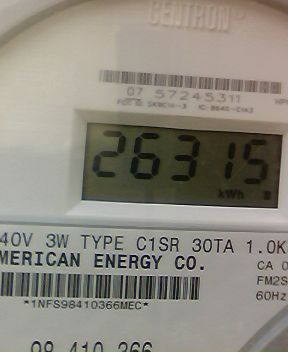 CENTRON®
07 57245311
26315
kWh
40V 3W TYPE C1SR 30TA 1.0K
MERICAN ENERGY CO.
CA 0
FM2S
60Hz
*1NFS98410366MEC*
98 410 366